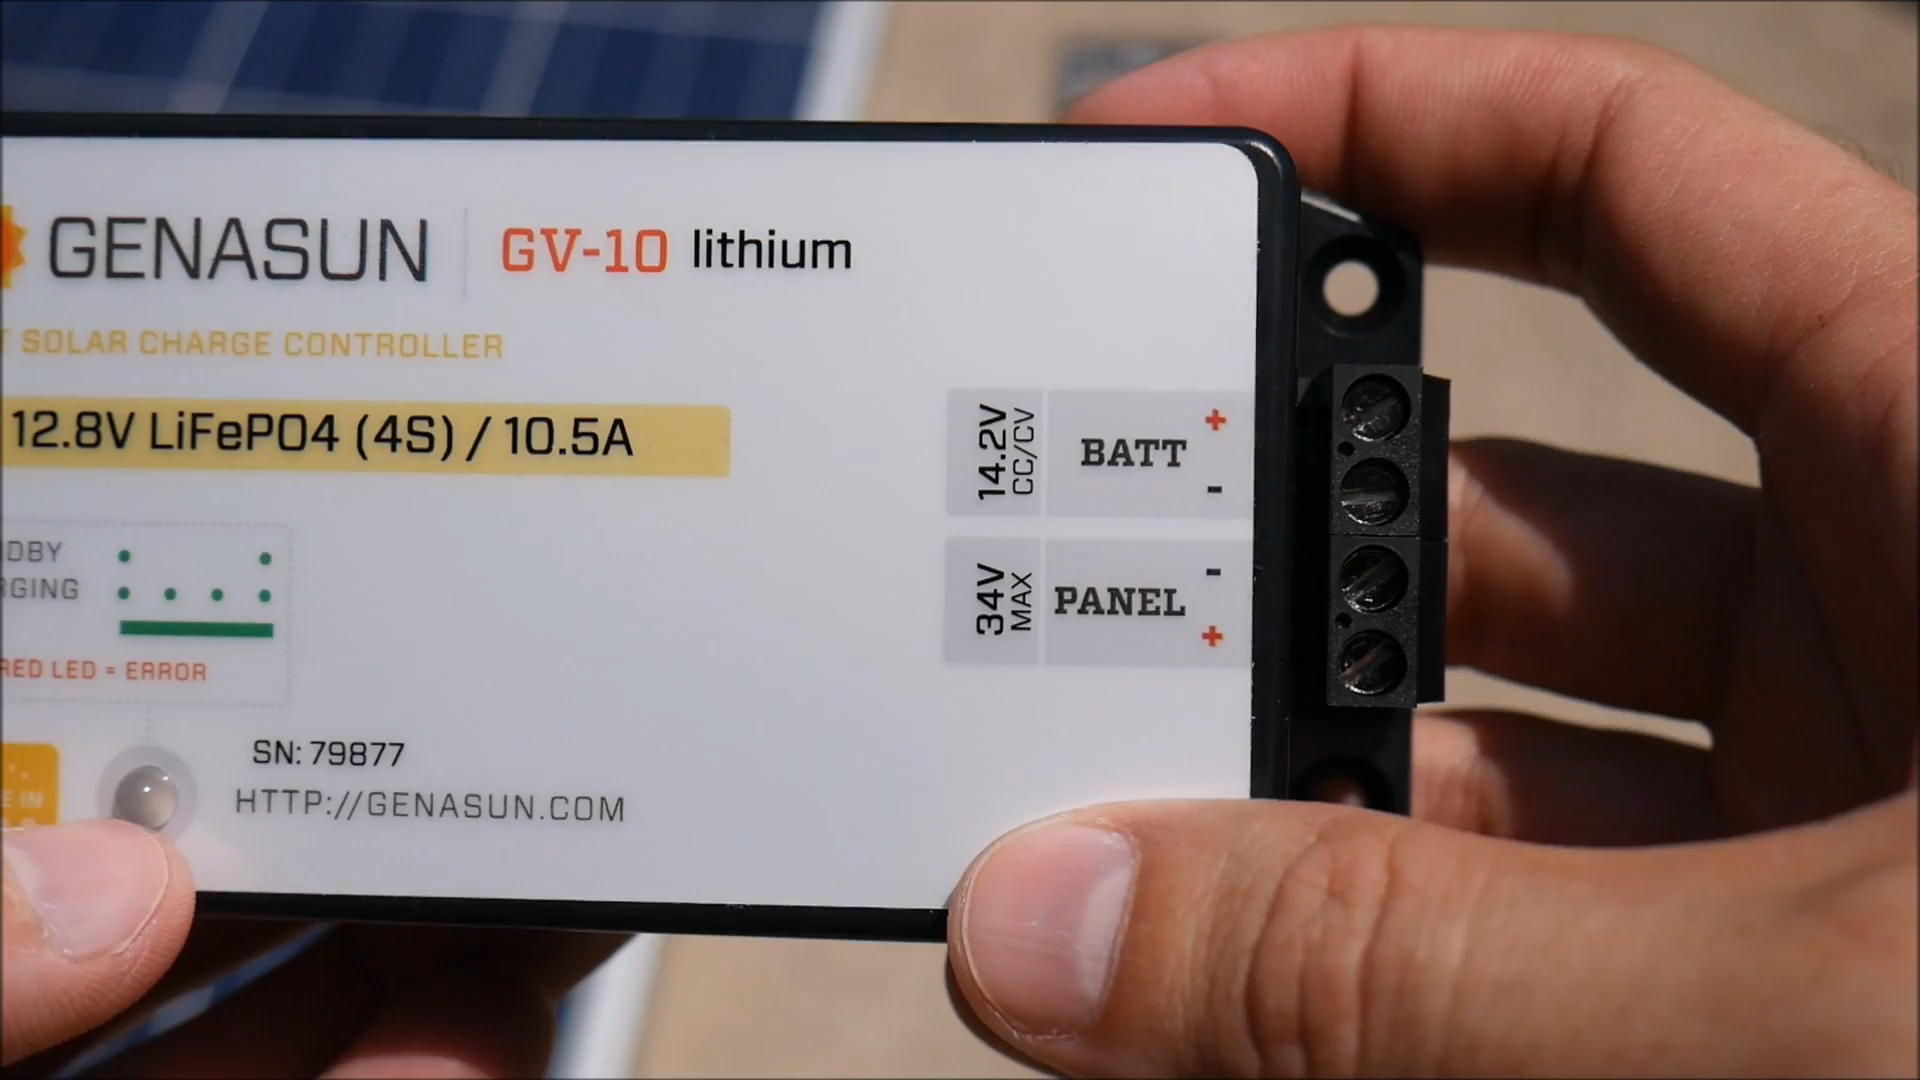 GENASUN GV-10 lithium
SOLAR CHARGE CONTROLLER
12.8V LiFePO4 (4S) / 10.5A
14.2V
CC/CV
BATT
+
-
34V
MAX
PANEL
-
+
RED LED = ERROR
SN: 79877
HTTP://GENASUN.COM